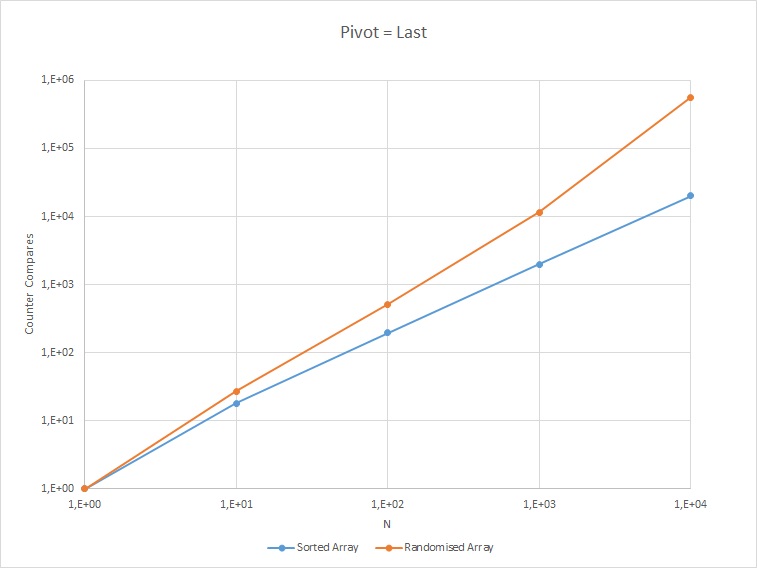 Pivot = Last
1,E+06
1,E+05
1,E+04
1,E+03
1,E+02
1,E+01
1,E+00
Counter Compares
1,E+00 1,E+01 1,E+02 1,E+03 1,E+04
N
Sorted Array Randomised Array